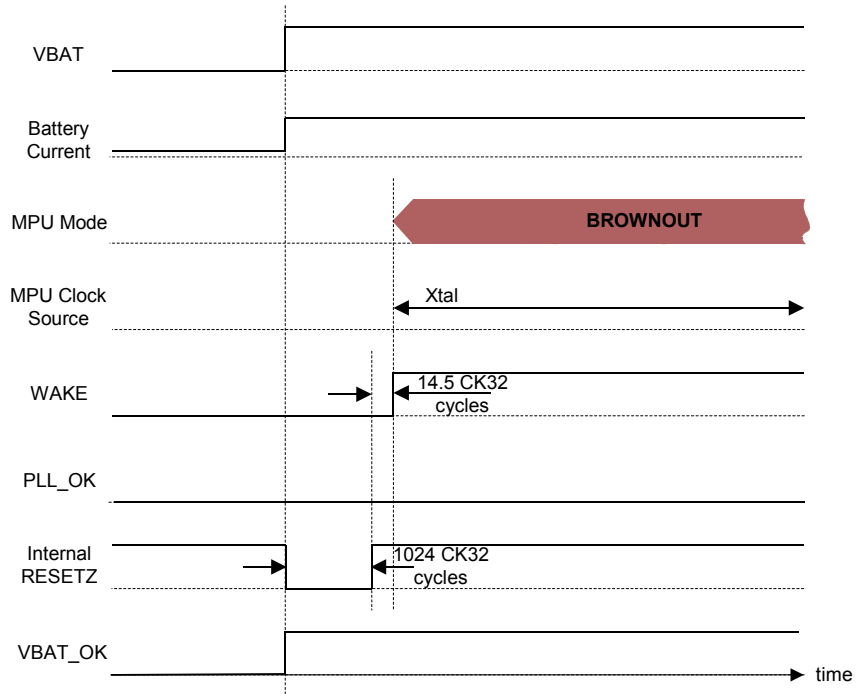 VBAT
Battery
Current
MPU Mode
BROWNOUT
MPU Clock
Source
Xtal
WAKE
14.5 CK32
cycles
PLL_OK
Internal
RESETZ
1024 CK32
cycles
VBAT_OK
time